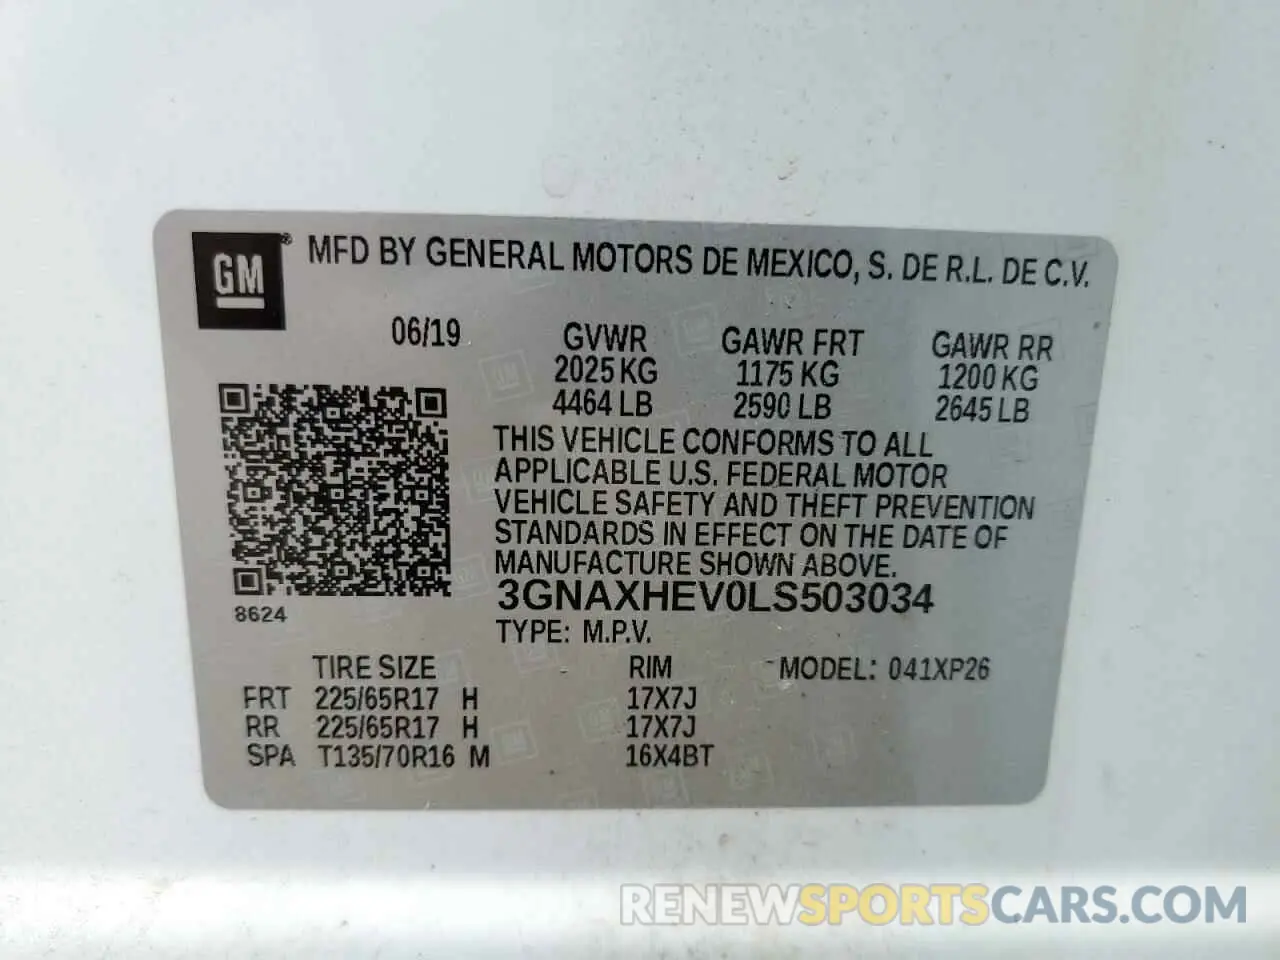 GM® MFD BY GENERAL MOTORS DE MEXICO, S. DE R.L. DE C.V.
06/19 GVWR GAWR FRT GAWR RR
2025 KG 1175 KG 1200 KG
4464 LB 2590 LB 2645 LB
THIS VEHICLE CONFORMS TO ALL
APPLICABLE U.S. FEDERAL MOTOR
VEHICLE SAFETY AND THEFT PREVENTION
STANDARDS IN EFFECT ON THE DATE OF
MANUFACTURE SHOWN ABOVE.
3GNAXHEV0LS503034
8624
TYPE: M.P.V.
TIRE SIZE RIM MODEL: 041XP26
FRT 225/65R17 H 17X7J
RR 225/65R17 H 17X7J
SPA T135/70R16 M 16X4BT
RENEWSPORTSCARS.COM